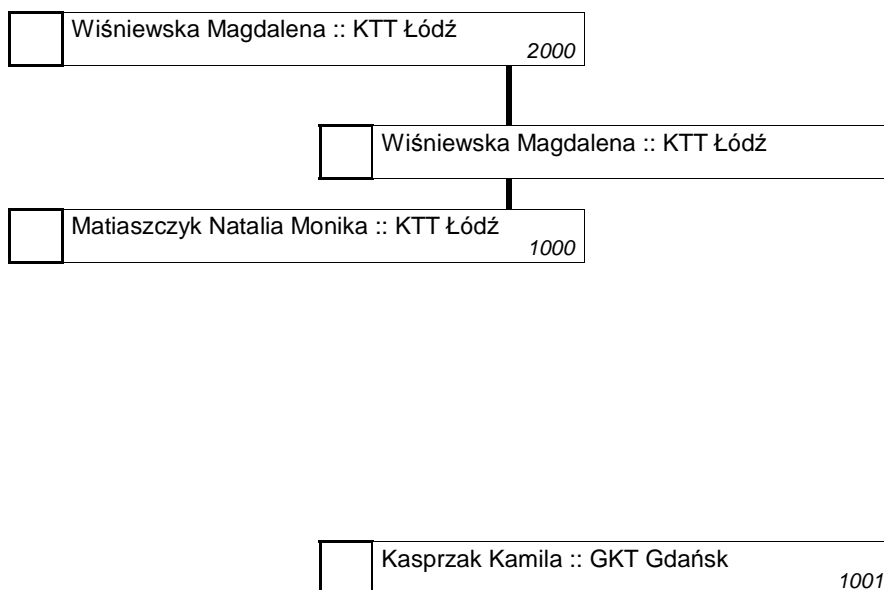 Wiśniewska Magdalena :: KTT Łódź
2000
Wiśniewska Magdalena :: KTT Łódź
Matiaszczyk Natalia Monika :: KTT Łódź
1000
Kasprzak Kamila :: GKT Gdańsk
1001